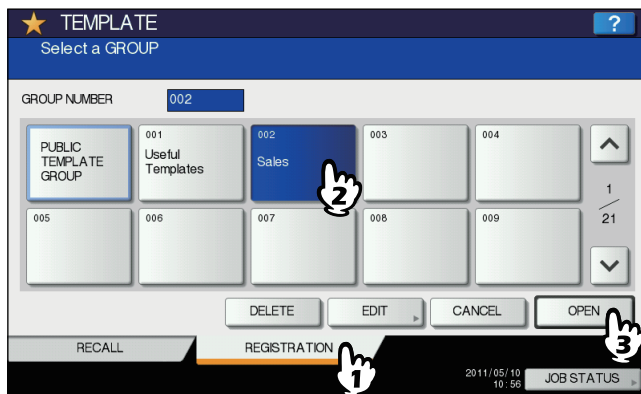 TEMPLATE
?
Select a GROUP
GROUP NUMBER 002
PUBLIC
TEMPLATE
GROUP
001
Useful
Templates
002
Sales
003
004
2
1
21
005
006
007
008
009
DELETE
EDIT
CANCEL
OPEN
3
RECALL
REGISTRATION
1
2011/05/10
10:56
JOB STATUS